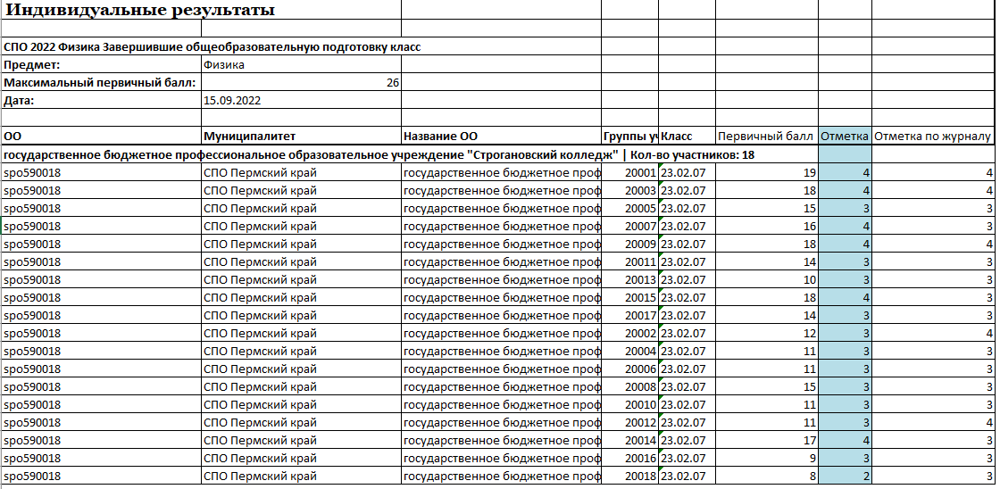 Индивидуальные результаты
СПО 2022 Физика Завершившие общеобразовательную подготовку класс
Предмет: Физика
Максимальный первичный балл: 26
Дата: 15.09.2022
ОО Муниципалитет Название ОО Группы уч Класс Первичный балл Отметка Отметка по журналу
государственное бюджетное профессиональное образовательное учреждение "Строгановский колледж" | Кол-во участников: 18
spo590018 СПО Пермский край государственное бюджетное проф 20001 23.02.07 19 4 4
spo590018 СПО Пермский край государственное бюджетное проф 20003 23.02.07 18 4 4
spo590018 СПО Пермский край государственное бюджетное проф 20005 23.02.07 15 3 3
spo590018 СПО Пермский край государственное бюджетное проф 20007 23.02.07 16 4 3
spo590018 СПО Пермский край государственное бюджетное проф 20009 23.02.07 18 4 4
spo590018 СПО Пермский край государственное бюджетное проф 20011 23.02.07 14 3 3
spo590018 СПО Пермский край государственное бюджетное проф 20013 23.02.07 10 3 3
spo590018 СПО Пермский край государственное бюджетное проф 20015 23.02.07 18 4 3
spo590018 СПО Пермский край государственное бюджетное проф 20017 23.02.07 14 3 3
spo590018 СПО Пермский край государственное бюджетное проф 20002 23.02.07 12 3 4
spo590018 СПО Пермский край государственное бюджетное проф 20004 23.02.07 11 3 3
spo590018 СПО Пермский край государственное бюджетное проф 20006 23.02.07 11 3 3
spo590018 СПО Пермский край государственное бюджетное проф 20008 23.02.07 15 3 3
spo590018 СПО Пермский край государственное бюджетное проф 20010 23.02.07 11 3 3
spo590018 СПО Пермский край государственное бюджетное проф 20012 23.02.07 11 3 4
spo590018 СПО Пермский край государственное бюджетное проф 20014 23.02.07 17 4 3
spo590018 СПО Пермский край государственное бюджетное проф 20016 23.02.07 9 3 3
spo590018 СПО Пермский край государственное бюджетное проф 20018 23.02.07 8 2 3